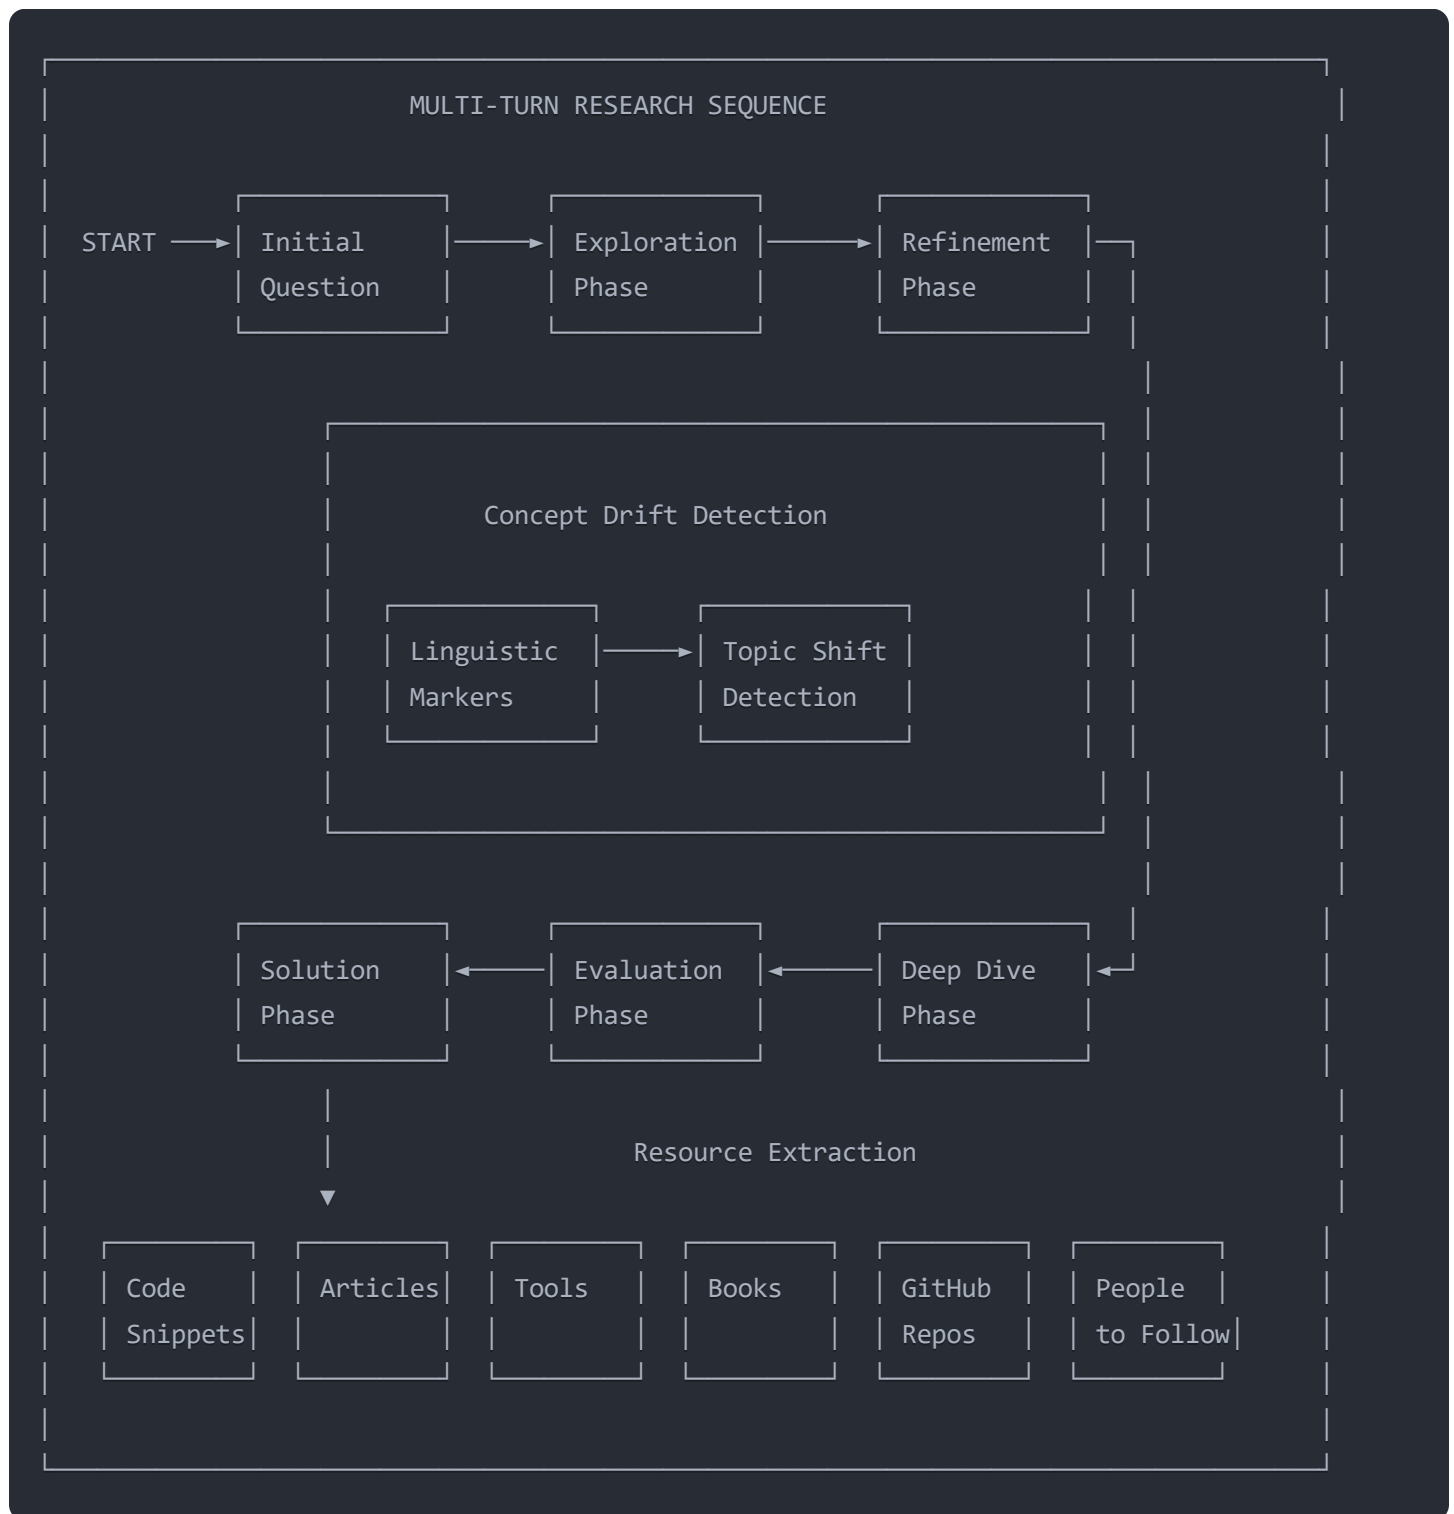 MULTI-TURN RESEARCH SEQUENCE
START Initial Exploration Refinement
Question Phase Phase
Concept Drift Detection
Linguistic Topic Shift
Markers Detection
Solution Evaluation Deep Dive
Phase Phase Phase
Resource Extraction
Code Articles Tools Books GitHub People
Snippets Repos to Follow